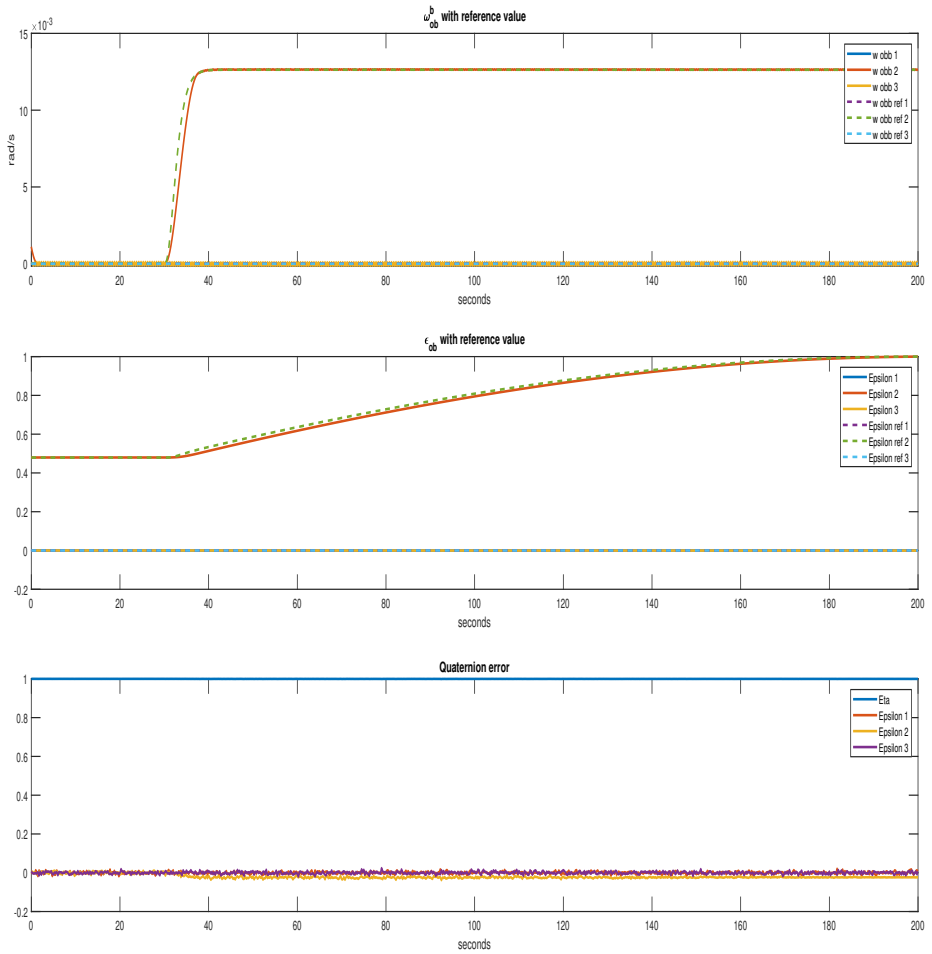 ω_ob^b with reference value
×10^-3
15
10
5
0
rad/s
0 20 40 60 80 100 120 140 160 180 200
seconds
w obb 1
w obb 2
w obb 3
w obb ref 1
w obb ref 2
w obb ref 3
ϵ_ob with reference value
1
0.8
0.6
0.4
0.2
0
-0.2
0 20 40 60 80 100 120 140 160 180 200
seconds
Epsilon 1
Epsilon 2
Epsilon 3
Epsilon ref 1
Epsilon ref 2
Epsilon ref 3
Quaternion error
1
0.8
0.6
0.4
0.2
0
-0.2
0 20 40 60 80 100 120 140 160 180 200
seconds
Eta
Epsilon 1
Epsilon 2
Epsilon 3